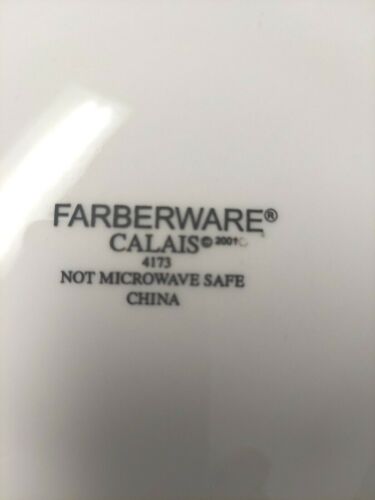 FARBERWARE®
CALAIS© 2001
4173
NOT MICROWAVE SAFE
CHINA